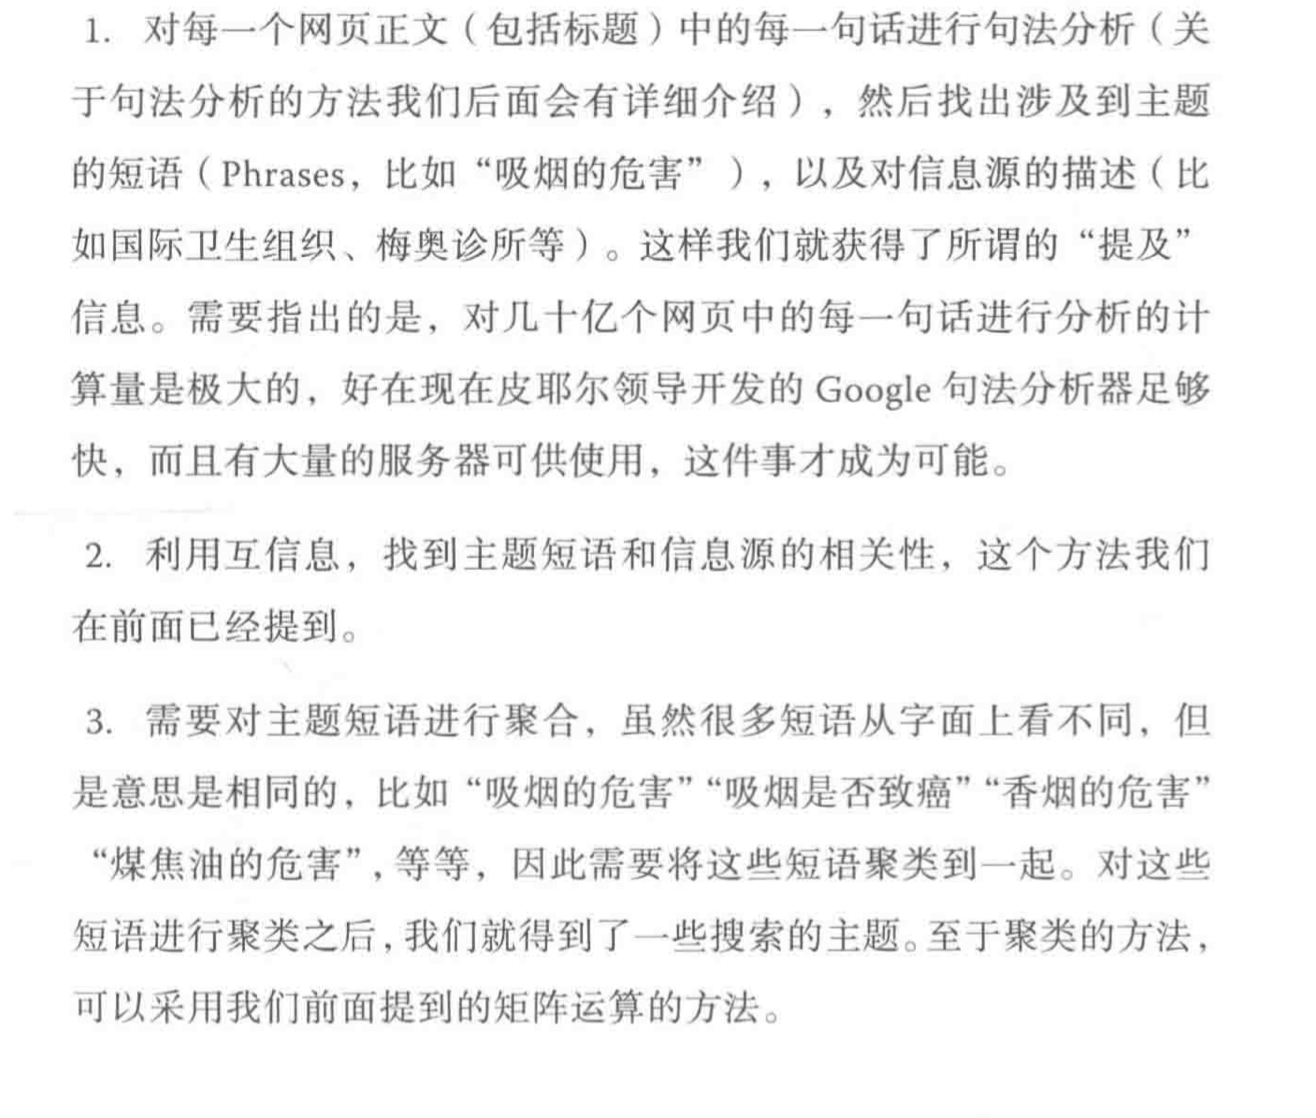 1. 对每一个网页正文（包括标题）中的每一句话进行句法分析（关
于句法分析的方法我们后面会有详细介绍），然后找出涉及到主题
的短语（Phrases，比如“吸烟的危害”），以及对信息源的描述（比
如国际卫生组织、梅奥诊所等）。这样我们就获得了所谓的“提及”
信息。需要指出的是，对几十亿个网页中的每一句话进行分析的计
算量是极大的，好在现在皮耶尔领导开发的 Google 句法分析器足够
快，而且有大量的服务器可供使用，这件事才成为可能。
2. 利用互信息，找到主题短语和信息源的相关性，这个方法我们
在前面已经提到。
3. 需要对主题短语进行聚合，虽然很多短语从字面上看不同，但
是意思是相同的，比如“吸烟的危害”“吸烟是否致癌”“香烟的危害”
“煤焦油的危害”，等等，因此需要将这些短语聚类到一起。对这些
短语进行聚类之后，我们就得到了一些搜索的主题。至于聚类的方法，
可以采用我们前面提到的矩阵运算的方法。